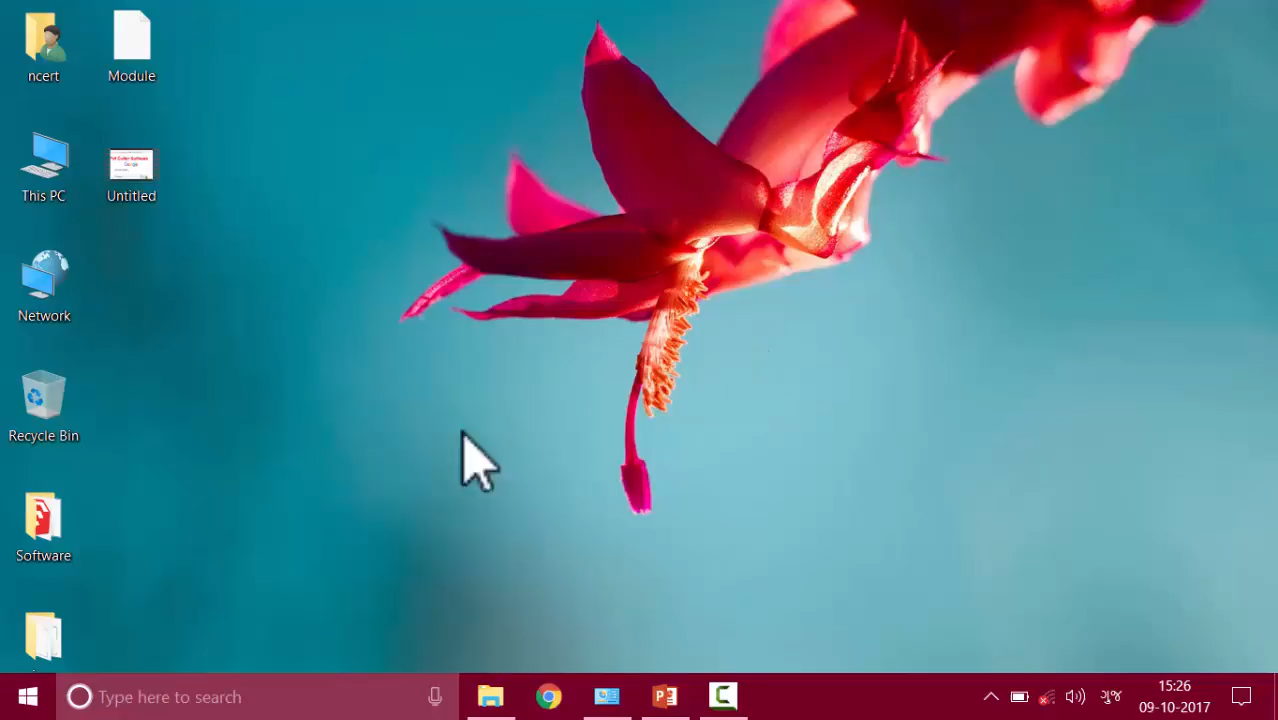 ncert
Module
This PC
Untitled
Network
Recycle Bin
Software
Type here to search
ગુજ
15:26
09-10-2017